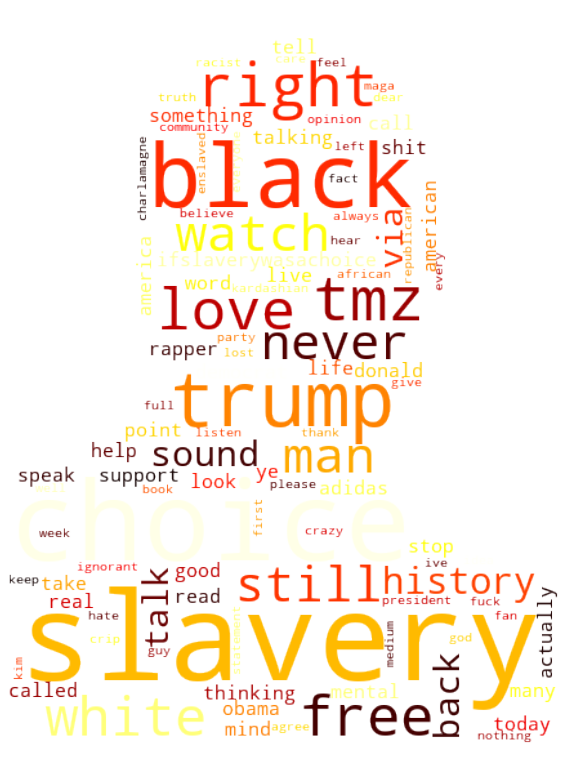 tell
racist care feel
right
maga
truth dear
something
community opinion call
talking
left shit
charlamagne
enslaved
black
fact
believe always
watch
via
republican
american
hear
every
america
ifslaverywasachoice
word live african
kardashian
love tmz
never
rapper party
lost
life donald
give
trump
full
point listen thank
help sound man
speak support look ye please
book adidas
choice
first
week crazy
stop
ignorant good ive
keep take talk still history
real read president fuck
hate fan
slavery
crip guy statement medium god actually
kim
called thinking mental many
white obama free back
mind agree today
nothing